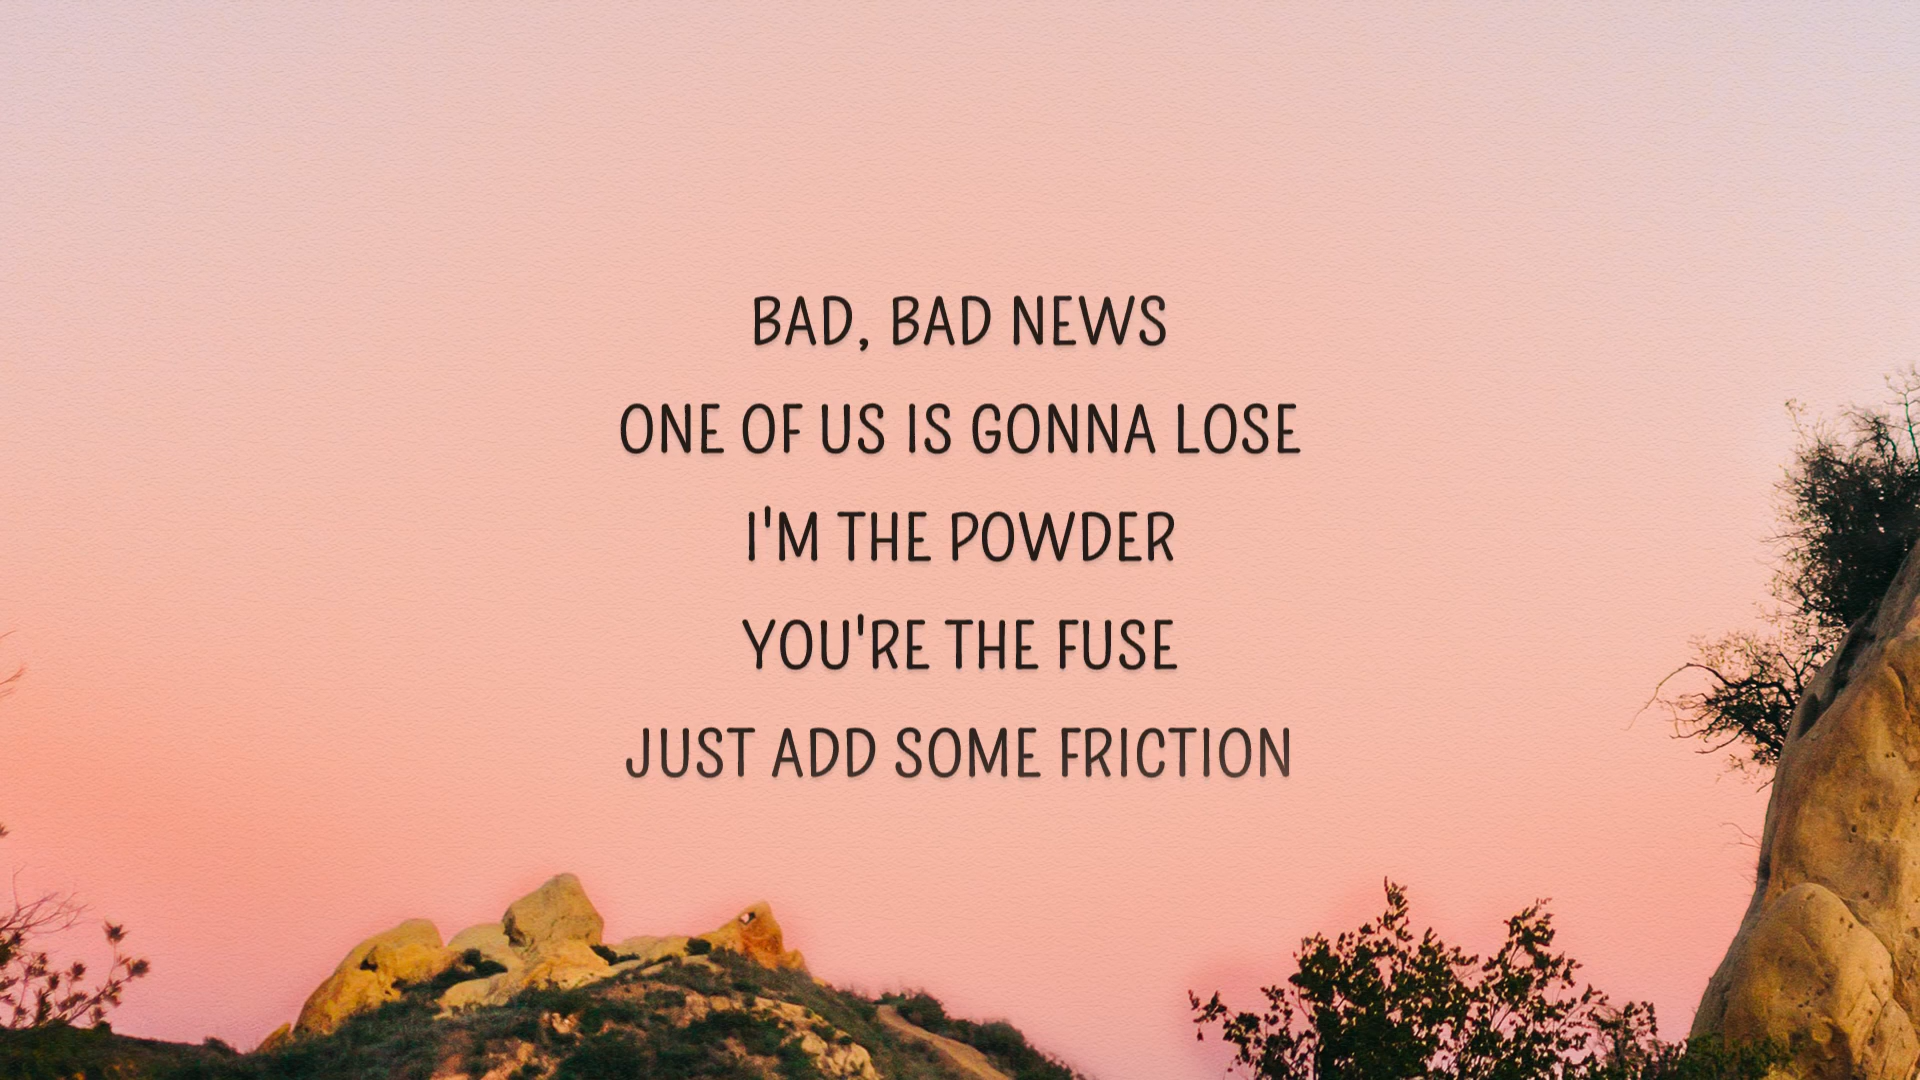 BAD, BAD NEWS
ONE OF US IS GONNA LOSE
I'M THE POWDER
YOU'RE THE FUSE
JUST ADD SOME FRICTION